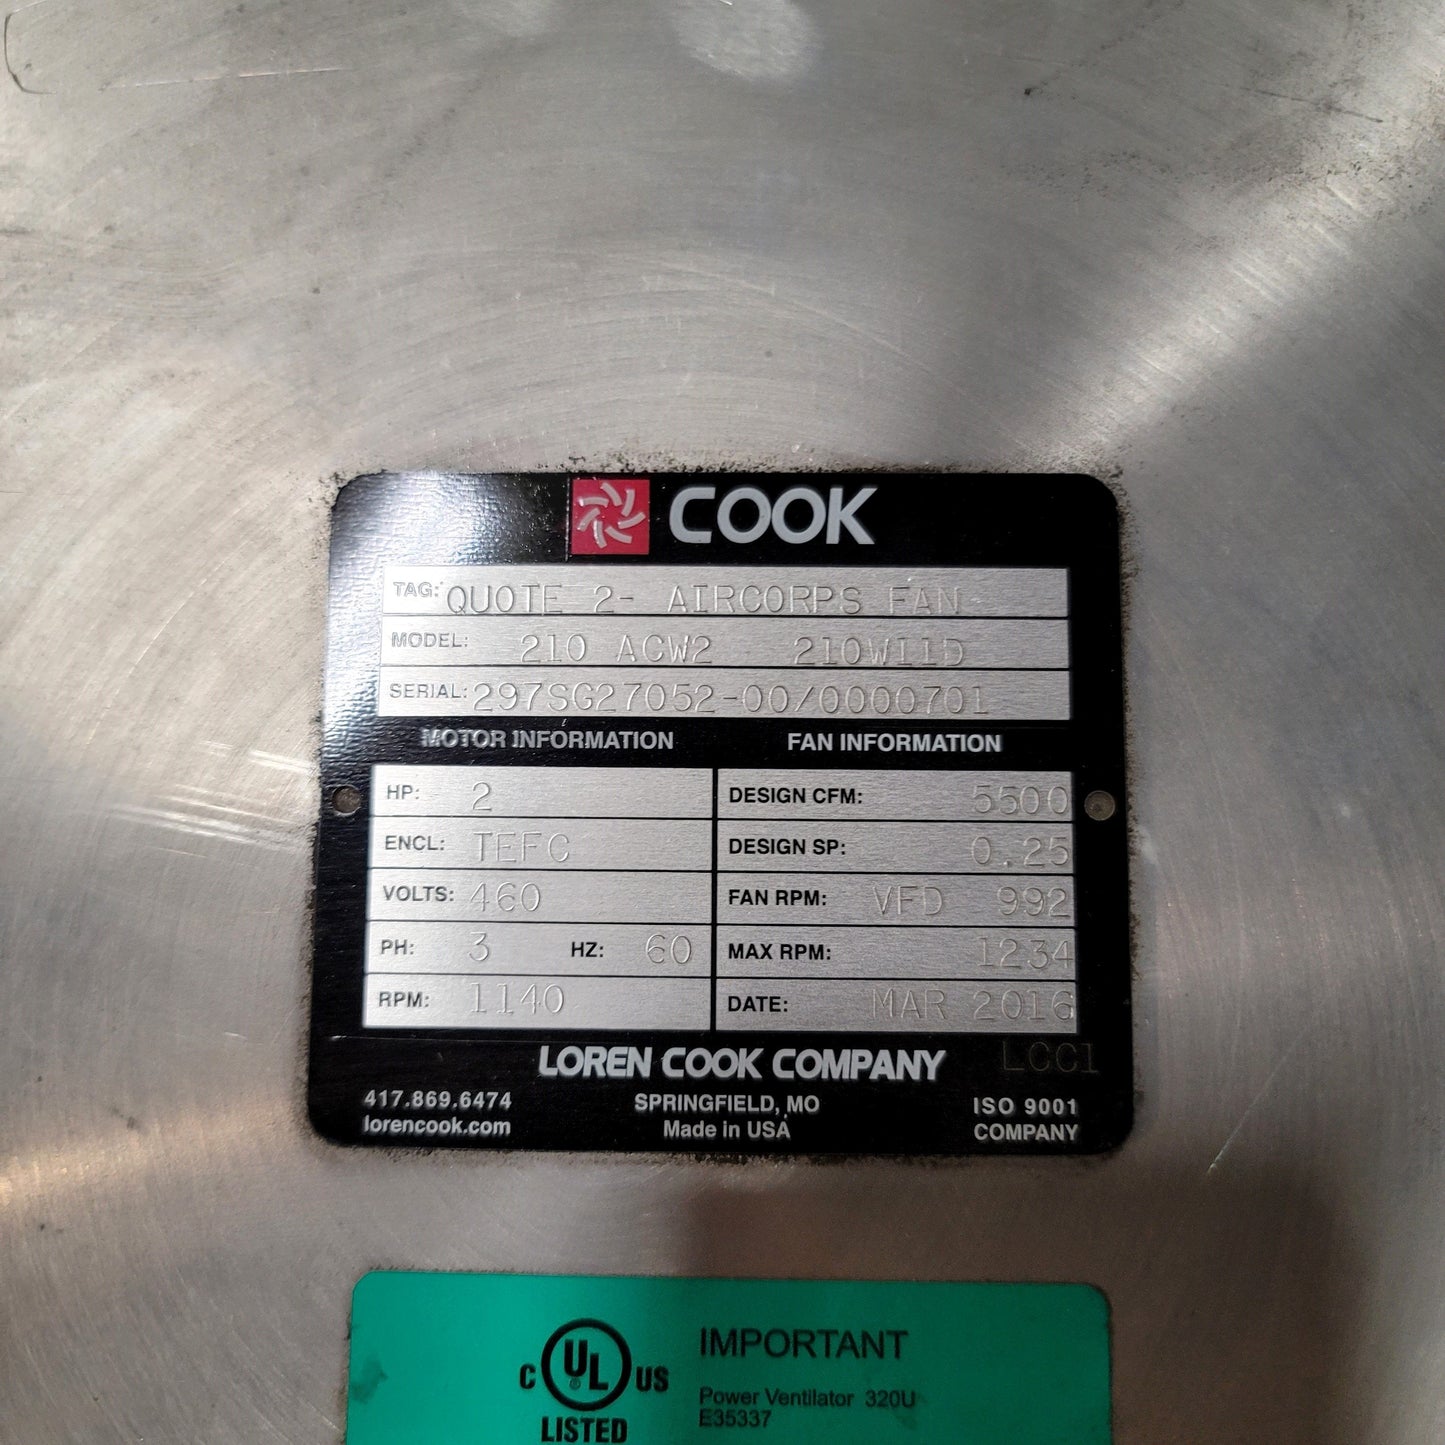 COOK
TAG: QUOTE 2- AIRCORPS FAN
MODEL: 210 ACW2 210W11D
SERIAL: 297SG27052-00/0000701
MOTOR INFORMATION FAN INFORMATION
HP: 2 DESIGN CFM: 5500
ENCL: TEFC DESIGN SP: 0.25
VOLTS: 460 FAN RPM: VFD 992
PH: 3 HZ: 60 MAX RPM: 1234
RPM: 1140 DATE: MAR 2016
LOREN COOK COMPANY LCC1
417.869.6474 SPRINGFIELD, MO ISO 9001
lorencook.com Made in USA COMPANY
C UL US LISTED
IMPORTANT
Power Ventilator 320U
E35337